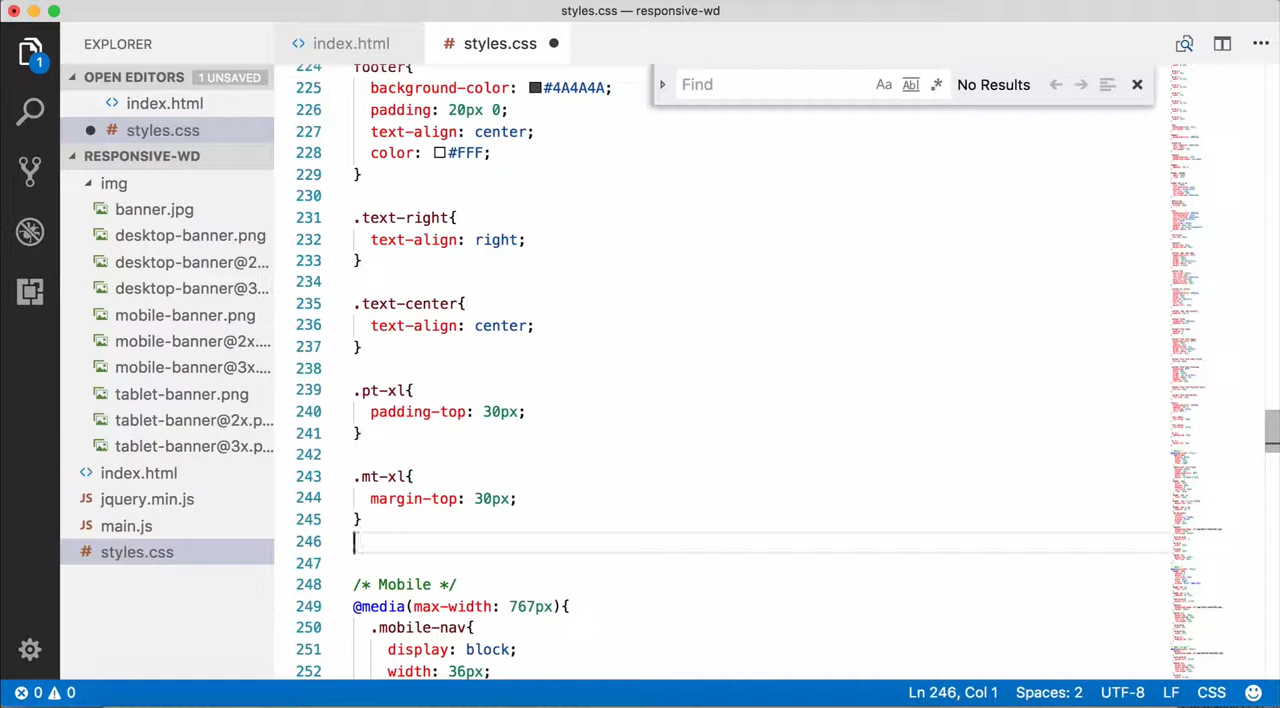 styles.css — responsive-wd
1
EXPLORER
OPEN EDITORS 1 UNSAVED
index.html
styles.css
RESPONSIVE-W
img
banner.jpg
desktop-banner.png
desktop-banner@2...
desktop-banner@3...
mobile-banner.png
mobile-banner@2x....
mobile-banner@3x....
tablet-banner.png
tablet-banner@2x.p...
tablet-banner@3x.p...
index.html
jquery.min.js
main.js
styles.css
index.html
styles.css
Find
Aa Ab| .*
No Results
224 footer{
225 background-color: #4A4A4A;
226 padding: 20px 0;
227 text-align: center;
228 color: #FFF;
229 }
230
231 .text-right{
232 text-align: right;
233 }
234
235 .text-center{
236 text-align: center;
237 }
238
239 .pt-xl{
240 padding-top: 30px;
241 }
242
243 .mt-xl{
244 margin-top: 30px;
245 }
246
247
248 /* Mobile */
249 @media(max-width: 767px){
250 .mobile-nav{
251 display: block;
252 width: 36px;
0 0
Ln 246, Col 1 Spaces: 2 UTF-8 LF CSS